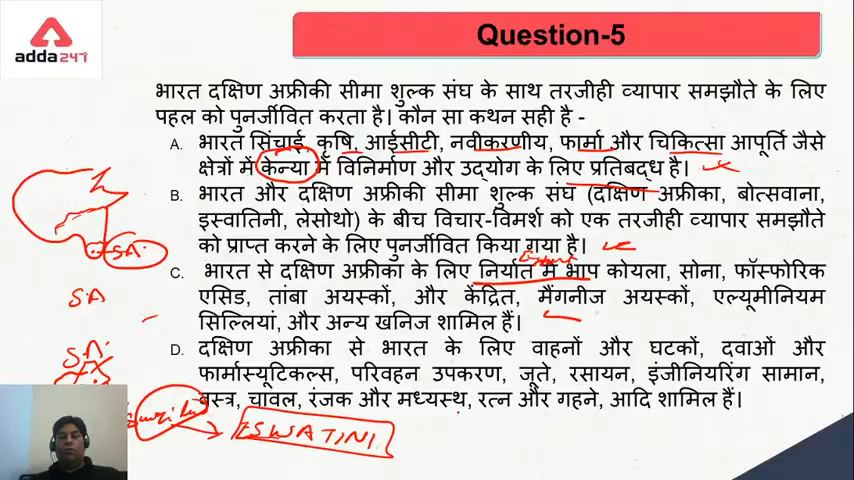 adda247
Question-5
भारत दक्षिण अफ्रीकी सीमा शुल्क संघ के साथ तरजीही व्यापार समझौते के लिए
पहल को पुनर्जीवित करता है। कौन सा कथन सही है -
A. भारत सिंचाई, कृषि, आईसीटी, नवीकरणीय, फार्मा और चिकित्सा आपूर्ति जैसे
क्षेत्रों में केन्या में विनिर्माण और उद्योग के लिए प्रतिबद्ध है।
B. भारत और दक्षिण अफ्रीकी सीमा शुल्क संघ (दक्षिण अफ्रीका, बोत्सवाना,
इस्वातिनी, लेसोथो) के बीच विचार-विमर्श को एक तरजीही व्यापार समझौते
को प्राप्त करने के लिए पुनर्जीवित किया गया है।
SA.
C. भारत से दक्षिण अफ्रीका के लिए निर्यात में भाप कोयला, सोना, फॉस्फोरिक
एसिड, तांबा अयस्कों, और केंद्रित, मैंगनीज अयस्कों, एल्यूमीनियम
SA
सिल्लियां, और अन्य खनिज शामिल हैं।
D. दक्षिण अफ्रीका से भारत के लिए वाहनों और घटकों, दवाओं और
SA.
फार्मास्यूटिकल्स, परिवहन उपकरण, जूते, रसायन, इंजीनियरिंग सामान,
वस्त्र, चावल, रंजक और मध्यस्थ, रत्न और गहने, आदि शामिल हैं।
ESWATINI